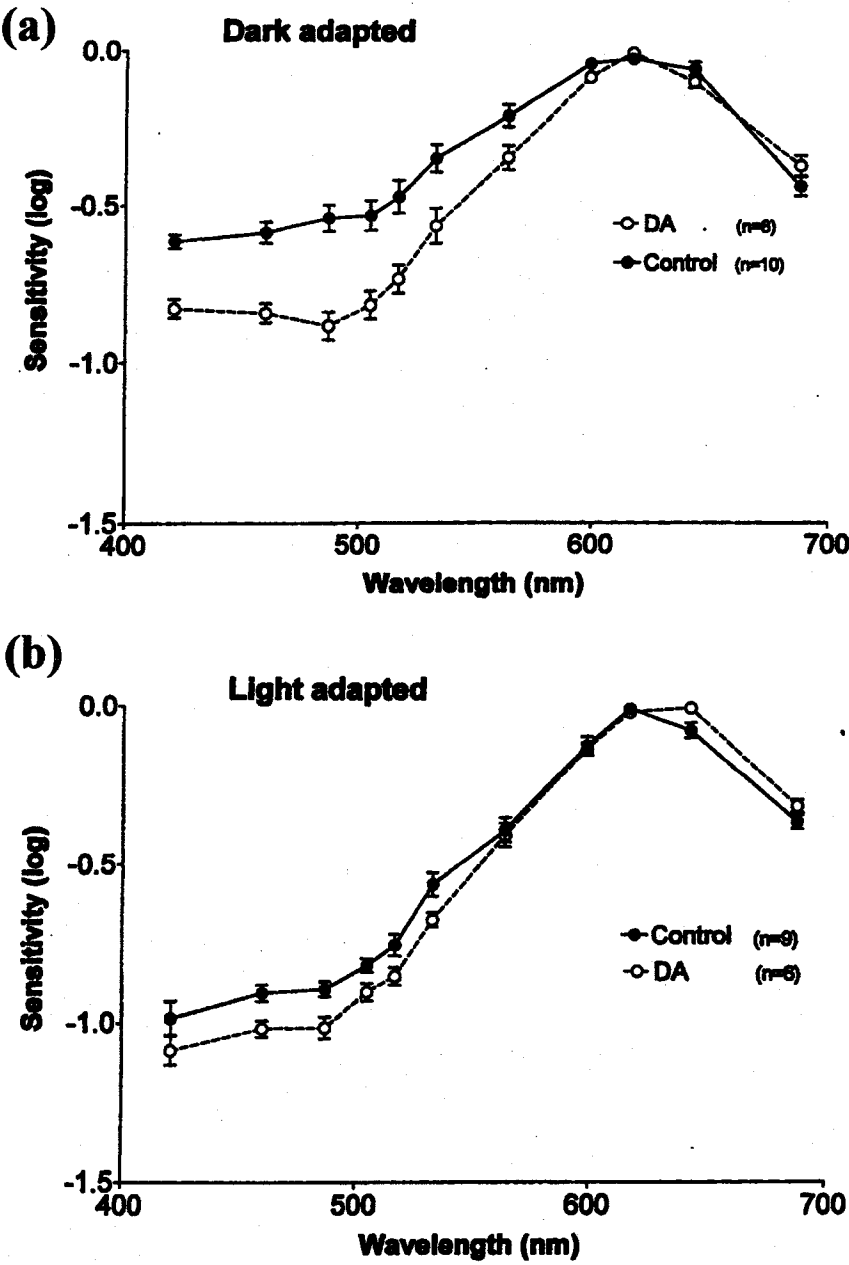 (a)
Dark adapted
0.0
-0.5
-1.0
-1.5
Sensitivity (log)
DA (n=6)
Control (n=10)
400 500 600 700
Wavelength (nm)
(b)
Light adapted
0.0
-0.5
-1.0
-1.5
Sensitivity (log)
Control (n=9)
DA (n=6)
400 500 600 700
Wavelength (nm)